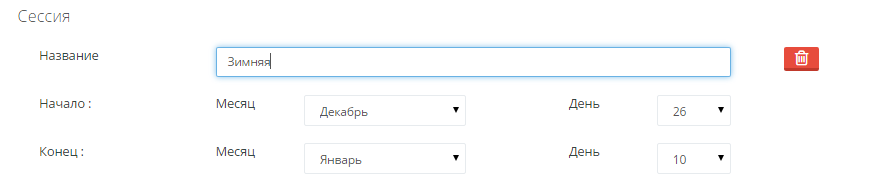 Сессия
Название Зимняя
Начало : Месяц Декабрь День 26
Конец : Месяц Январь День 10